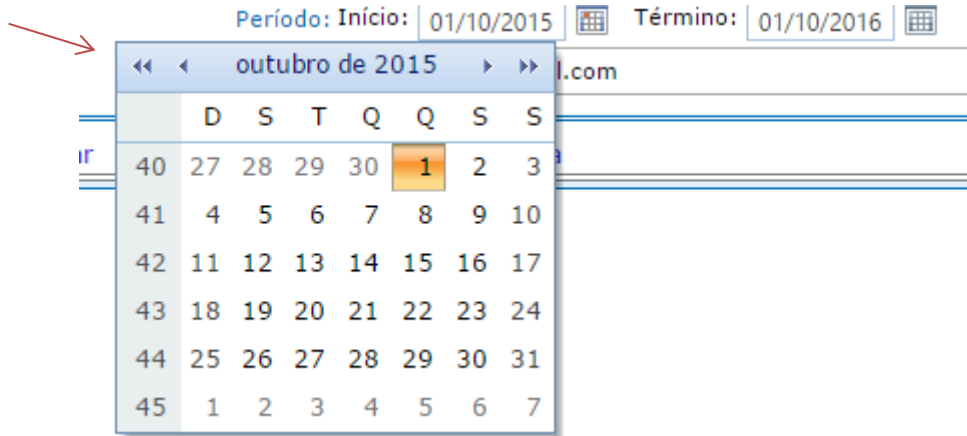 Período: Início: 01/10/2015 Término: 01/10/2016
outubro de 2015 l.com
D S T Q Q S S
ar a
40 27 28 29 30 1 2 3
41 4 5 6 7 8 9 10
42 11 12 13 14 15 16 17
43 18 19 20 21 22 23 24
44 25 26 27 28 29 30 31
45 1 2 3 4 5 6 7